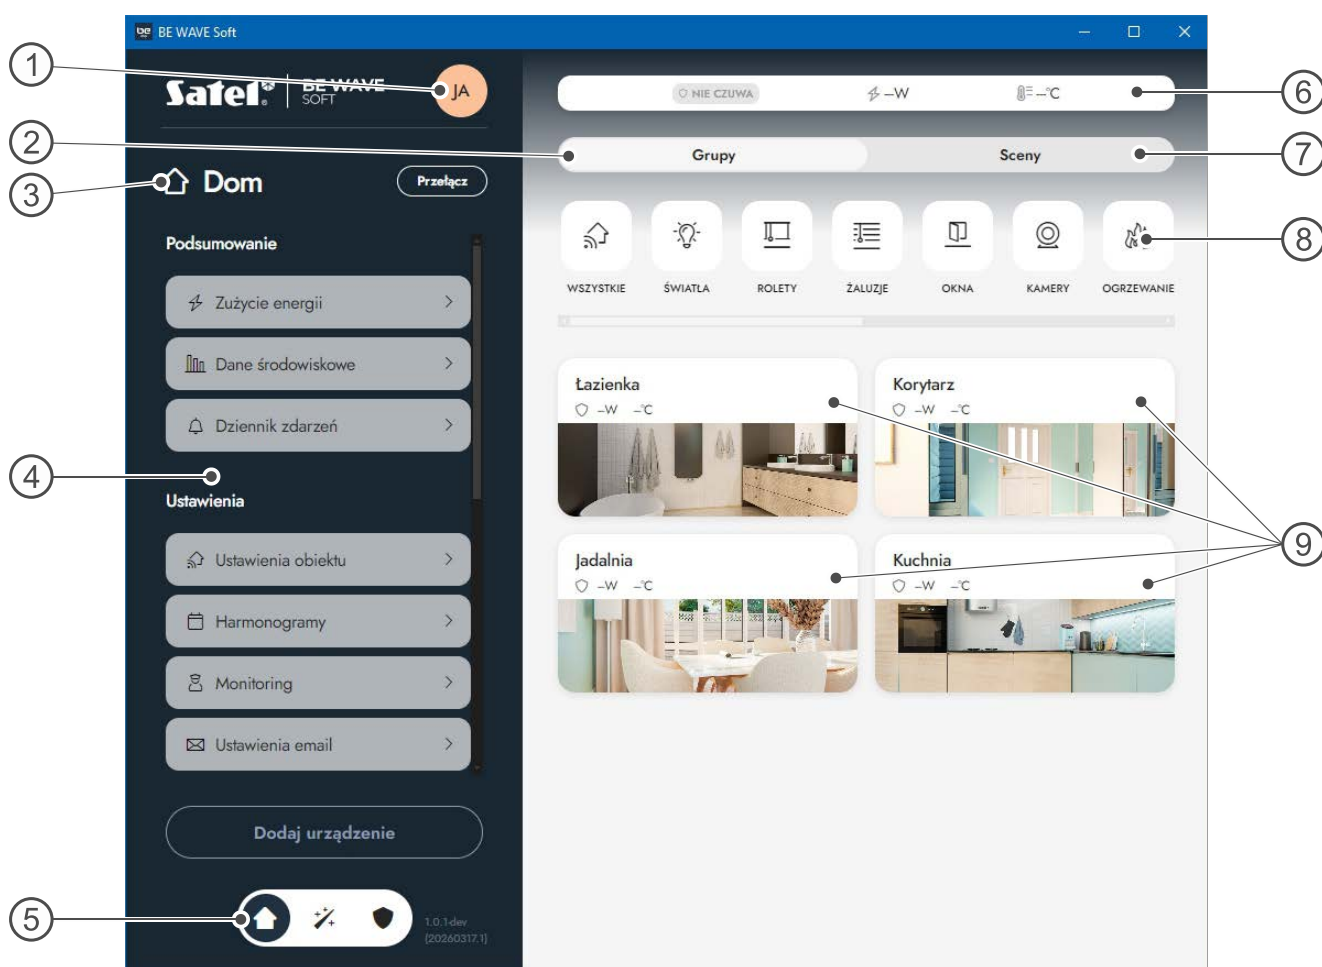 BE WAVE Soft
1
Satel® BE WAVE SOFT
JA
NIE CZUWA
–W
–°C
6
2
Grupy
Sceny
7
3
Dom
Przełącz
8
WSZYSTKIE
ŚWIATŁA
ROLETY
ŻALUZJE
OKNA
KAMERY
OGRZEWANIE
Podsumowanie
Zużycie energii
Dane środowiskowe
Dziennik zdarzeń
4
Ustawienia
Ustawienia obiektu
Harmonogramy
Monitoring
Ustawienia email
Dodaj urządzenie
5
1.0.1-dev
(20260317.1)
Łazienka
–W –°C
Korytarz
–W –°C
9
Jadalnia
–W –°C
Kuchnia
–W –°C